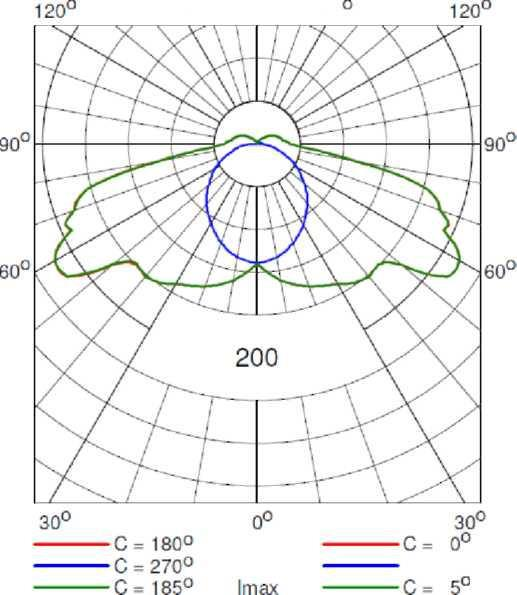 120° ° 120°
90° 90°
60° 60°
200
30° 0° 30°
C = 180° C = 0°
C = 270°
C = 185° Imax C = 5°